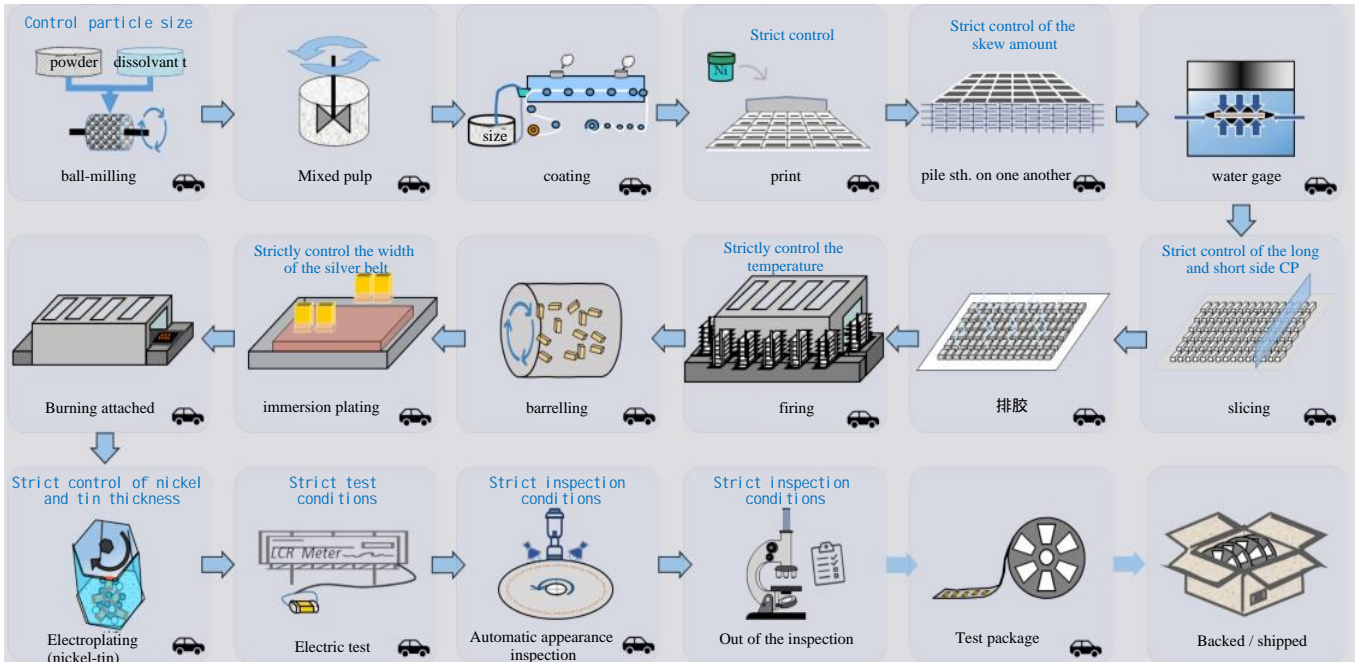 Control particle size
powder
dissolvant t
ball-milling
Mixed pulp
size
coating
Strict control
Ni
print
Strict control of the
skew amount
pile sth. on one another
water gage
Strict control of the long
and short side CP
slicing
排胶
Strictly control the
temperature
firing
barrelling
Strictly control the width
of the silver belt
immersion plating
Burning attached
Strict control of nickel
and tin thickness
Electroplating
(nickel-tin)
Strict test
conditions
LCR Meter
Electric test
Strict inspection
conditions
Automatic appearance
inspection
Strict inspection
conditions
Out of the inspection
Test package
Backed / shipped